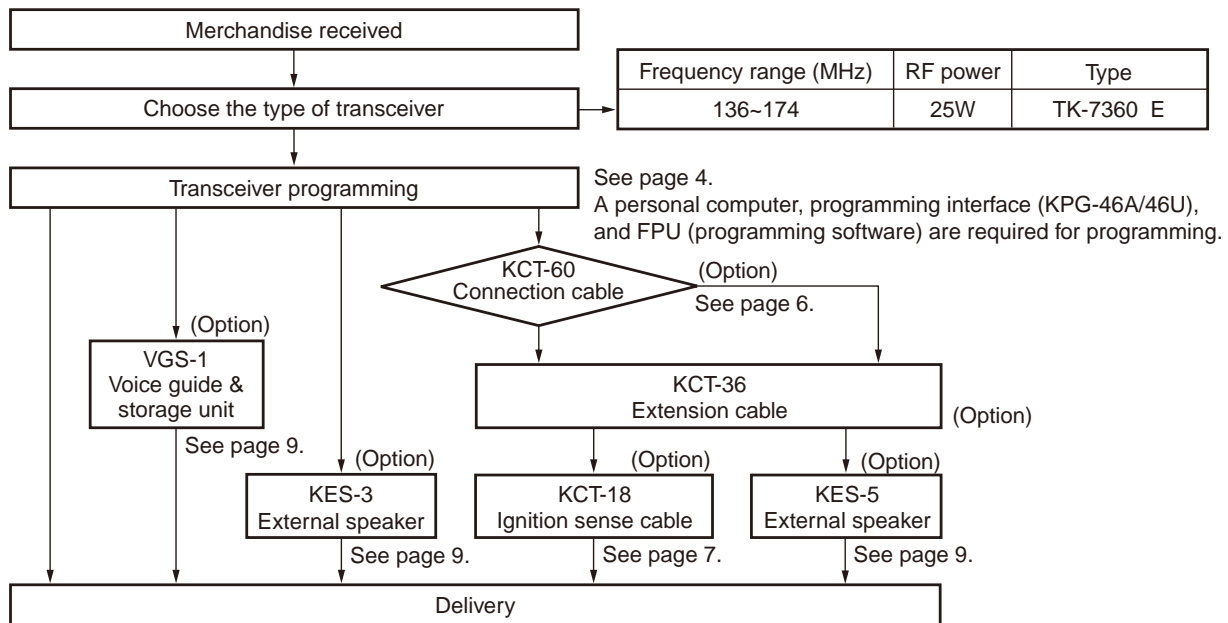 Merchandise received
Choose the type of transceiver
Frequency range (MHz) RF power Type
136~174 25W TK-7360 E
Transceiver programming
See page 4.
A personal computer, programming interface (KPG-46A/46U),
and FPU (programming software) are required for programming.
KCT-60
Connection cable
(Option)
See page 6.
(Option)
VGS-1
Voice guide &
storage unit
See page 9.
KCT-36
Extension cable
(Option)
(Option)
KES-3
External speaker
See page 9.
(Option)
KCT-18
Ignition sense cable
See page 7.
(Option)
KES-5
External speaker
See page 9.
Delivery